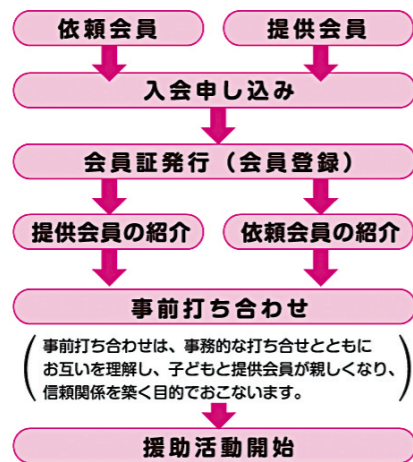 依頼会員
提供会員
入会申し込み
会員証発行（会員登録）
提供会員の紹介
依頼会員の紹介
事前打ち合わせ
事前打ち合わせは、事務的な打ち合せとともに
お互いを理解し、子どもと提供会員が親しくなり、
信頼関係を築く目的でおこないます。
援助活動開始